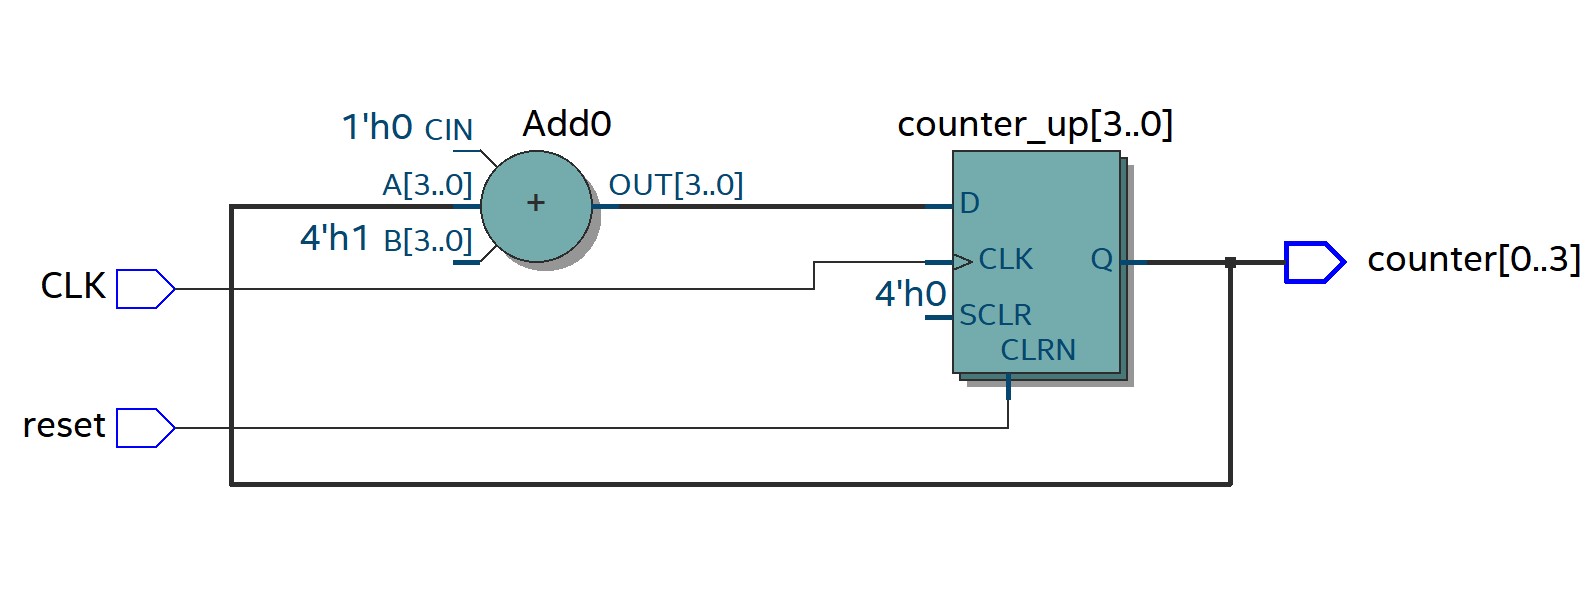 1'h0 CIN
Add0
counter_up[3..0]
A[3..0]
+
OUT[3..0]
D
4'h1 B[3..0]
CLK
Q
counter[0..3]
CLK
4'h0
SCLR
CLRN
reset